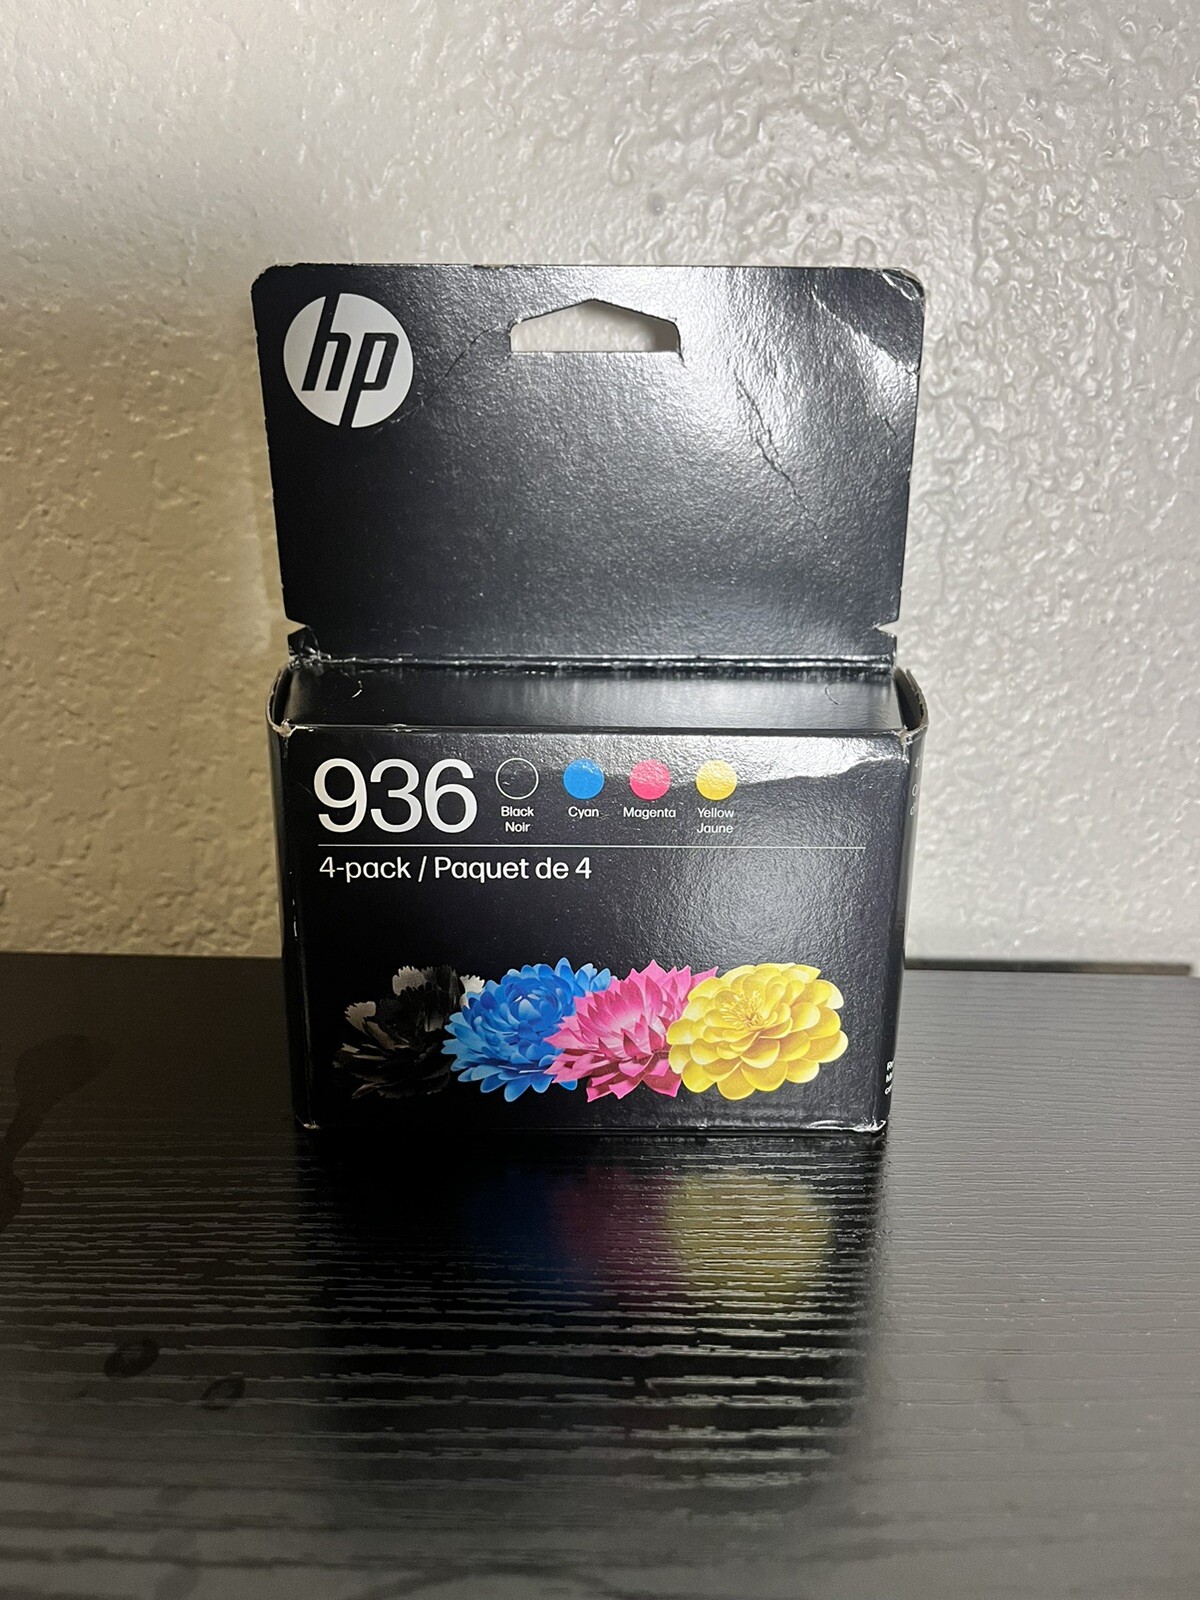 hp
936
Black
Noir
Cyan
Magenta
Yellow
Jaune
4-pack / Paquet de 4